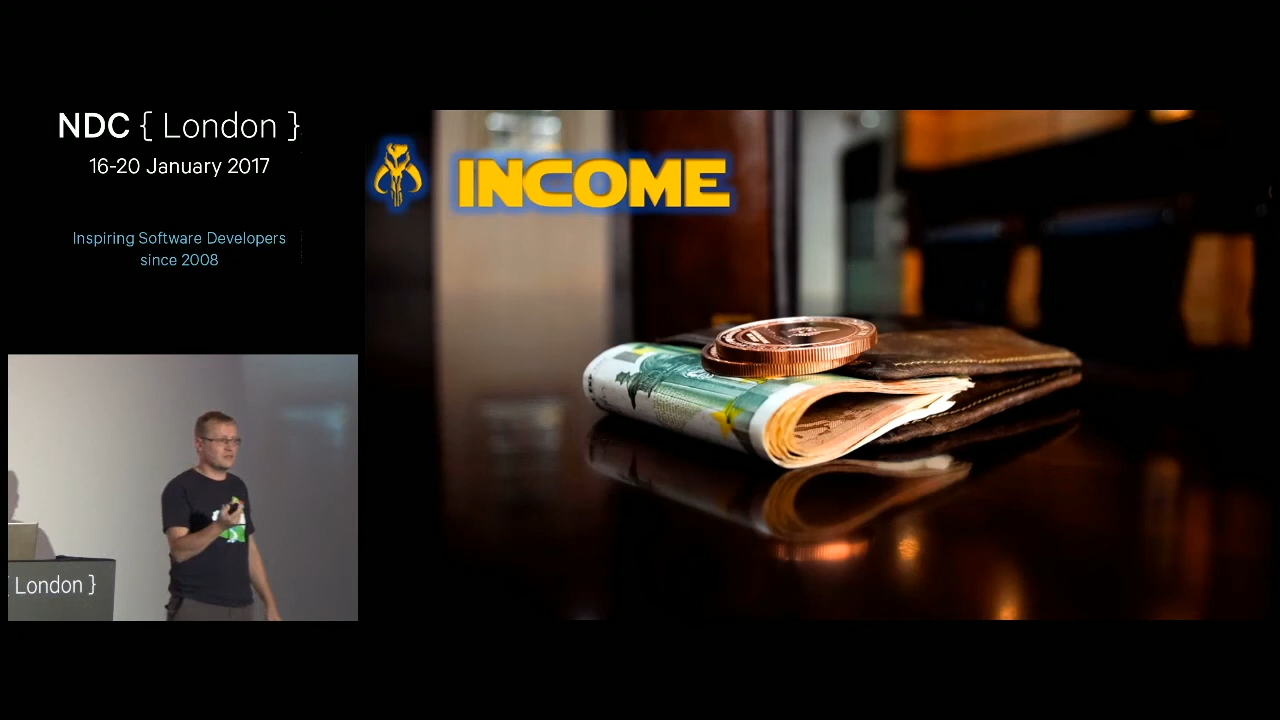 NDC { London }
16-20 January 2017
Inspiring Software Developers
since 2008
INCOME
{ London }